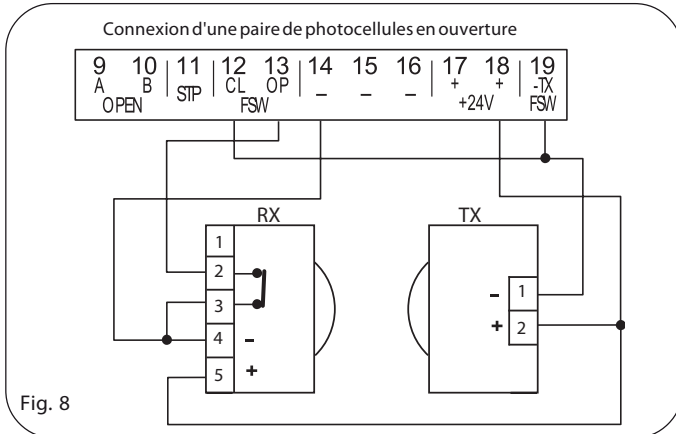 Connexion d'une paire de photocellules en ouverture
9 10 11 12 13 14 15 16 17 18 19
A B STP CL OP – – – + + -TX
OPEN FSW +24V FSW
RX TX
1
2
3
4 -
5 +
- 1
+ 2
Fig. 8